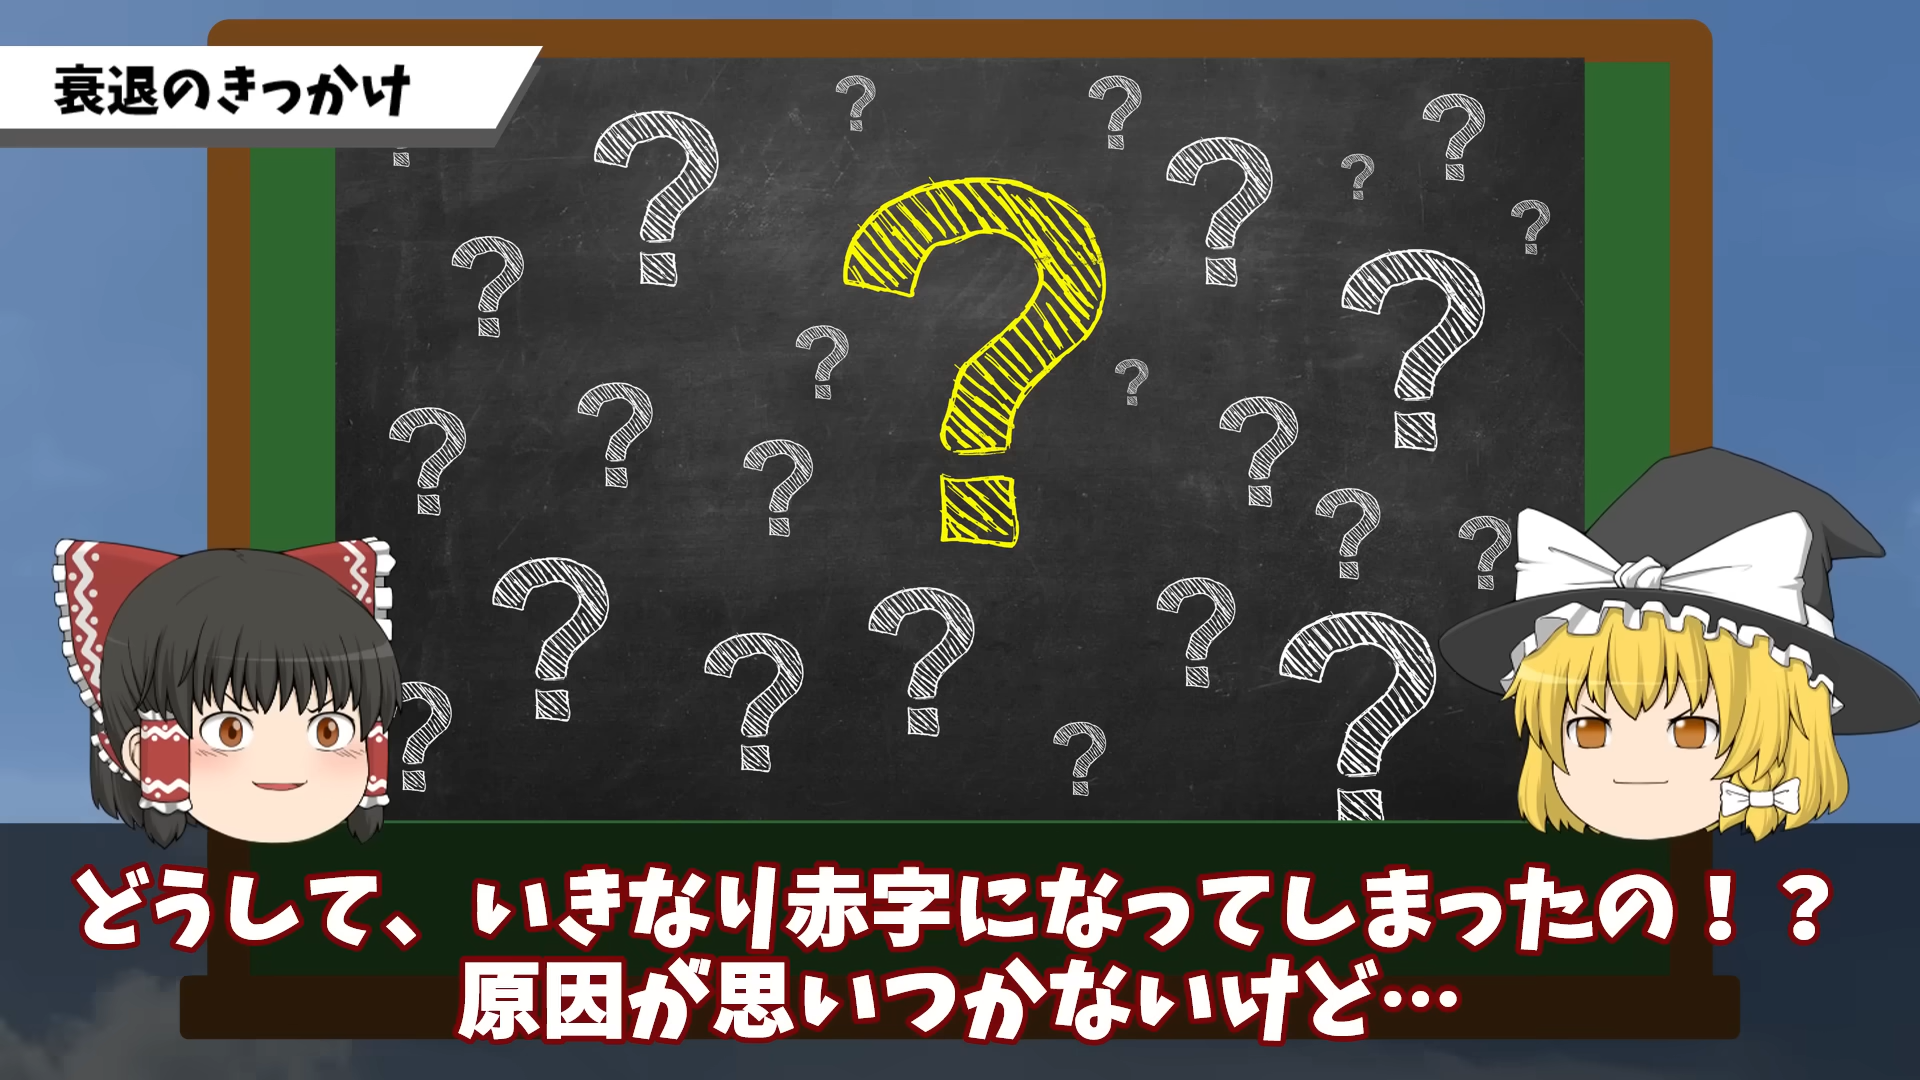 衰退のきっかけ
? ? ? ? ? ? ? ? ? ? ? ? ? ? ? ? ? ? ? ? ? ? ? ? ? ?
どうして、いきなり赤字になってしまったの！？
原因が思いつかないけど…